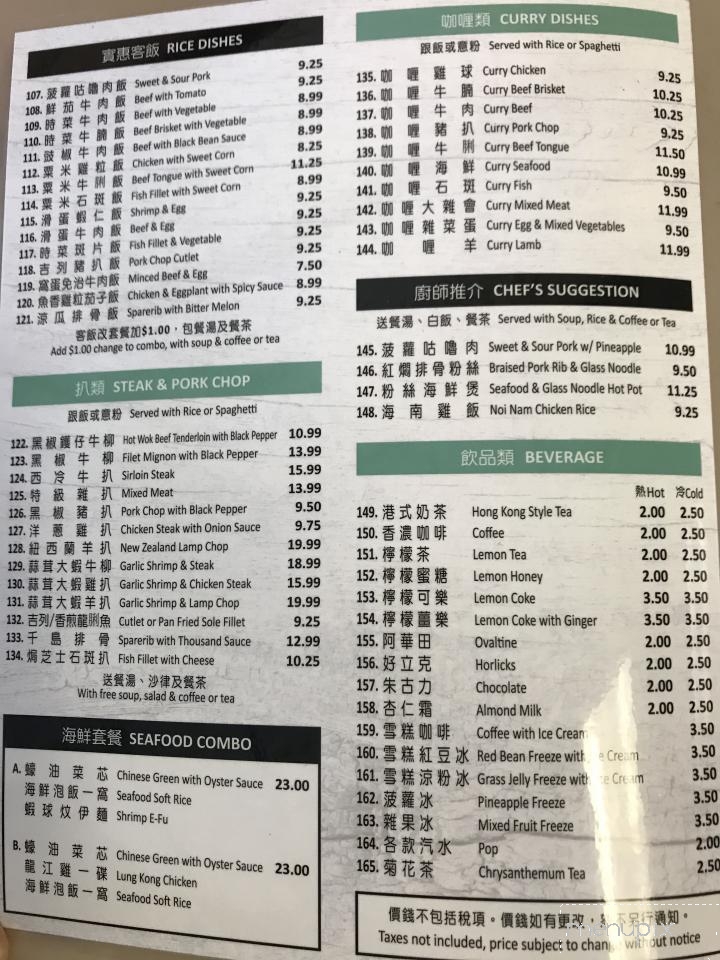 實惠客飯 RICE DISHES
107. 菠蘿咕嚕肉飯 Sweet & Sour Pork 9.25
108. 鮮茄牛肉飯 Beef with Tomato 9.25
109. 時菜牛肉飯 Beef with Vegetable 8.99
110. 時菜牛腩飯 Beef Brisket with Vegetable 8.99
111. 豉椒牛肉飯 Beef with Black Bean Sauce 8.99
112. 粟米雞粒飯 Chicken with Sweet Corn 8.25
113. 粟米牛脷飯 Beef Tongue with Sweet Corn 11.25
114. 粟米石斑飯 Fish Fillet with Sweet Corn 8.99
115. 滑蛋蝦仁飯 Shrimp & Egg 9.25
116. 滑蛋牛肉飯 Beef & Egg 9.25
117. 時菜斑片飯 Fish Fillet & Vegetable 9.25
118. 吉列豬扒飯 Pork Chop Cutlet 9.25
119. 窩蛋免治牛肉飯 Minced Beef & Egg 7.50
120. 魚香雞粒茄子飯 Chicken & Eggplant with Spicy Sauce 8.99
121. 涼瓜排骨飯 Sparerib with Bitter Melon 9.25
客飯改套餐加$1.00，包餐湯及餐茶
Add $1.00 change to combo, with soup & coffee or tea
扒類 STEAK & PORK CHOP
跟飯或意粉 Served with Rice or Spaghetti
122. 黑椒鑊仔牛柳 Hot Wok Beef Tenderloin with Black Pepper 10.99
123. 黑椒牛柳 Filet Mignon with Black Pepper 13.99
124. 西冷牛扒 Sirloin Steak 15.99
125. 特級雜扒 Mixed Meat 13.99
126. 黑椒豬扒 Pork Chop with Black Pepper 9.50
127. 洋蔥雞扒 Chicken Steak with Onion Sauce 9.75
128. 紐西蘭羊扒 New Zealand Lamp Chop 19.99
129. 蒜茸大蝦牛柳 Garlic Shrimp & Steak 18.99
130. 蒜茸大蝦雞扒 Garlic Shrimp & Chicken Steak 15.99
131. 蒜茸大蝦羊扒 Garlic Shrimp & Lamp Chop 19.99
132. 吉列/香煎龍脷魚 Cutlet or Pan Fried Sole Fillet 9.25
133. 千島排骨 Sparerib with Thousand Sauce 12.99
134. 焗芝士石斑扒 Fish Fillet with Cheese 10.25
送餐湯、沙律及餐茶
With free soup, salad & coffee or tea
海鮮套餐 SEAFOOD COMBO
A. 蠔油菜芯 Chinese Green with Oyster Sauce 23.00
海鮮泡飯一窩 Seafood Soft Rice
蝦球炆伊麵 Shrimp E-Fu
B. 蠔油菜芯 Chinese Green with Oyster Sauce 23.00
龍江雞一碟 Lung Kong Chicken
海鮮泡飯一窩 Seafood Soft Rice
咖喱類 CURRY DISHES
跟飯或意粉 Served with Rice or Spaghetti
135. 咖喱雞球 Curry Chicken 9.25
136. 咖喱牛腩 Curry Beef Brisket 10.25
137. 咖喱牛肉 Curry Beef 10.25
138. 咖喱豬扒 Curry Pork Chop 9.25
139. 咖喱牛脷 Curry Beef Tongue 11.50
140. 咖喱海鮮 Curry Seafood 10.99
141. 咖喱石斑 Curry Fish 9.50
142. 咖喱大雜會 Curry Mixed Meat 11.99
143. 咖喱雜菜蛋 Curry Egg & Mixed Vegetables 9.50
144. 咖喱羊 Curry Lamb 11.99
廚師推介 CHEF'S SUGGESTION
送餐湯、白飯、餐茶 Served with Soup, Rice & Coffee or Tea
145. 菠蘿咕嚕肉 Sweet & Sour Pork w/ Pineapple 10.99
146. 紅燜排骨粉絲 Braised Pork Rib & Glass Noodle 9.50
147. 粉絲海鮮煲 Seafood & Glass Noodle Hot Pot 11.25
148. 海南雞飯 Noi Nam Chicken Rice 9.25
飲品類 BEVERAGE
熱Hot 冷Cold
149. 港式奶茶 Hong Kong Style Tea 2.00 2.50
150. 香濃咖啡 Coffee 2.00 2.50
151. 檸檬茶 Lemon Tea 2.00 2.50
152. 檸檬蜜糖 Lemon Honey 2.00 2.50
153. 檸檬可樂 Lemon Coke 3.50 3.50
154. 檸檬薑樂 Lemon Coke with Ginger 3.50 3.50
155. 阿華田 Ovaltine 2.00 2.50
156. 好立克 Horlicks 2.00 2.50
157. 朱古力 Chocolate 2.00 2.50
158. 杏仁霜 Almond Milk 2.00 2.50
159. 雪糕咖啡 Coffee with Ice Cream 3.50
160. 雪糕紅豆冰 Red Bean Freeze with Ice Cream 3.50
161. 雪糕涼粉冰 Grass Jelly Freeze with Ice Cream 3.50
162. 菠蘿冰 Pineapple Freeze 3.50
163. 雜果冰 Mixed Fruit Freeze 3.50
164. 各款汽水 Pop 2.00
165. 菊花茶 Chrysanthemum Tea 2.50
價錢不包括稅項。價錢如有更改， 不另行通知。
Taxes not included, price subject to change without notice
menupix